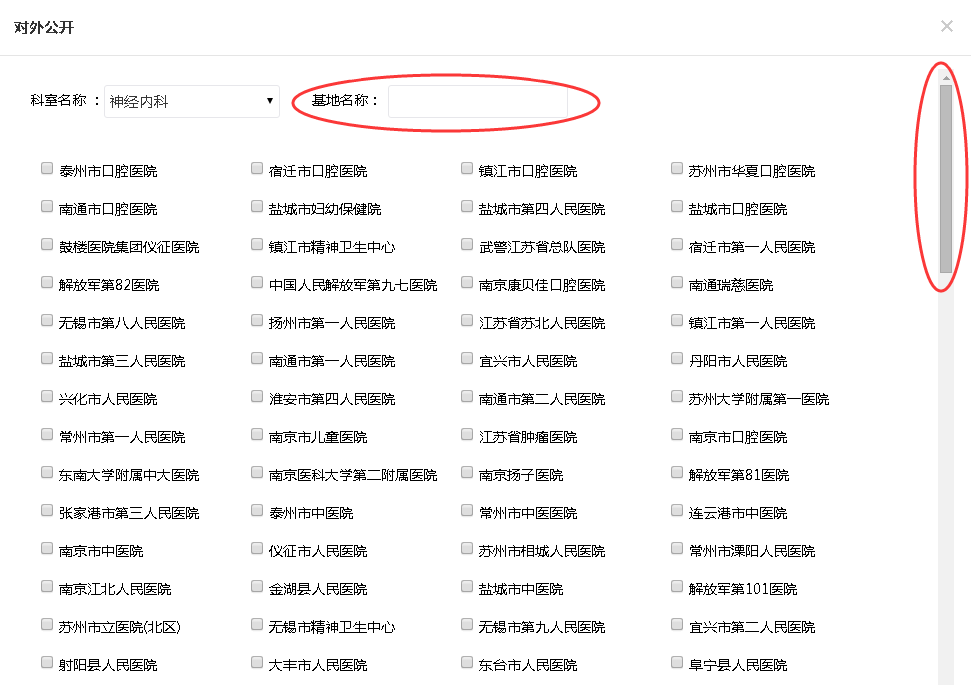 对外公开
科室名称 : 神经内科 基地名称：
泰州市口腔医院 宿迁市口腔医院 镇江市口腔医院 苏州市华夏口腔医院
南通市口腔医院 盐城市妇幼保健院 盐城市第四人民医院 盐城市口腔医院
鼓楼医院集团仪征医院 镇江市精神卫生中心 武警江苏省总队医院 宿迁市第一人民医院
解放军第82医院 中国人民解放军第九七医院 南京康贝佳口腔医院 南通瑞慈医院
无锡市第八人民医院 扬州市第一人民医院 江苏省苏北人民医院 镇江市第一人民医院
盐城市第三人民医院 南通市第一人民医院 宜兴市人民医院 丹阳市人民医院
兴化市人民医院 淮安市第四人民医院 南通市第二人民医院 苏州大学附属第一医院
常州市第一人民医院 南京市儿童医院 江苏省肿瘤医院 南京市口腔医院
东南大学附属中大医院 南京医科大学第二附属医院 南京扬子医院 解放军第81医院
张家港市第三人民医院 泰州市中医院 常州市中医医院 连云港市中医院
南京市中医院 仪征市人民医院 苏州市相城人民医院 常州市溧阳人民医院
南京江北人民医院 金湖县人民医院 盐城市中医院 解放军第101医院
苏州市立医院(北区) 无锡市精神卫生中心 无锡市第九人民医院 宜兴市第二人民医院
射阳县人民医院 大丰市人民医院 东台市人民医院 阜宁县人民医院